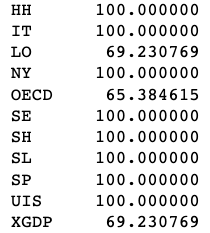 HH 100.000000
IT 100.000000
LO 69.230769
NY 100.000000
OECD 65.384615
SE 100.000000
SH 100.000000
SL 100.000000
SP 100.000000
UIS 100.000000
XGDP 69.230769